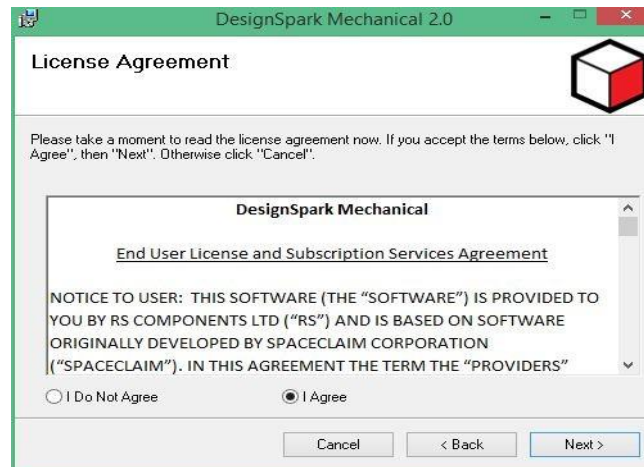 DesignSpark Mechanical 2.0
License Agreement
Please take a moment to read the license agreement now. If you accept the terms below, click "I
Agree", then "Next". Otherwise click "Cancel".
DesignSpark Mechanical
End User License and Subscription Services Agreement
NOTICE TO USER: THIS SOFTWARE (THE “SOFTWARE”) IS PROVIDED TO
YOU BY RS COMPONENTS LTD (“RS”) AND IS BASED ON SOFTWARE
ORIGINALLY DEVELOPED BY SPACECLAIM CORPORATION
(“SPACECLAIM”). IN THIS AGREEMENT THE TERM THE “PROVIDERS”
I Do Not Agree I Agree
Cancel < Back Next >